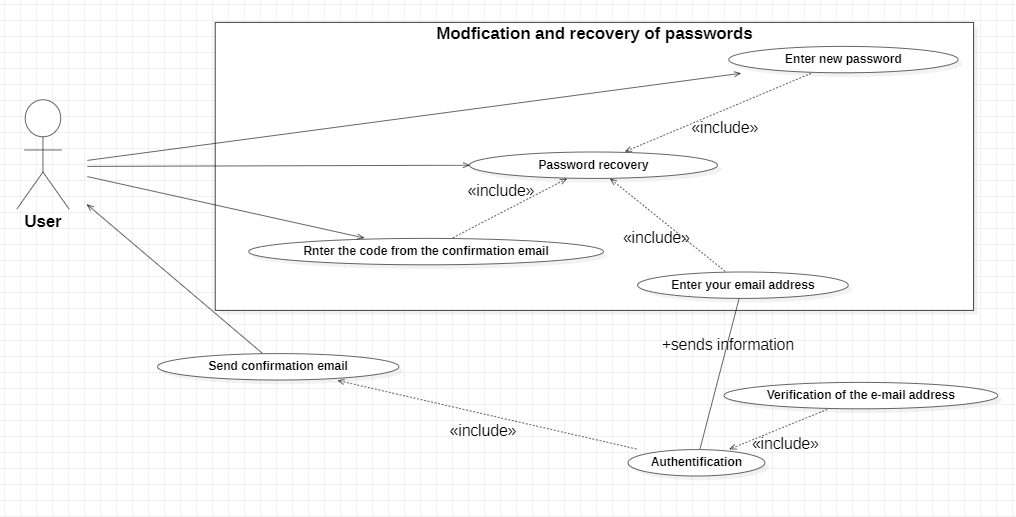 Modfication and recovery of passwords
Enter new password
«include»
Password recovery
«include»
User
«include»
Rnter the code from the confirmation email
Enter your email address
+sends information
Send confirmation email
Verification of the e-mail address
«include»
«include»
Authentification